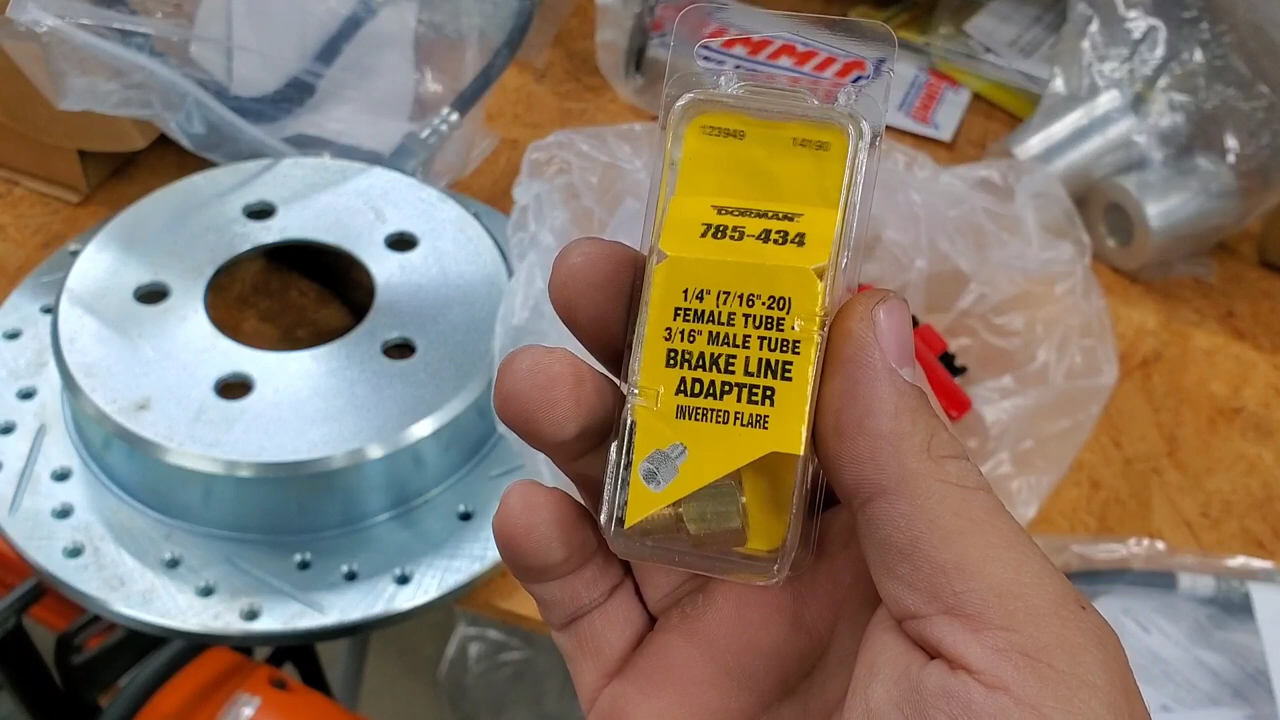 123949 14190
DORMAN
785-434
1/4" (7/16"-20)
FEMALE TUBE
3/16" MALE TUBE
BRAKE LINE
ADAPTER
INVERTED FLARE